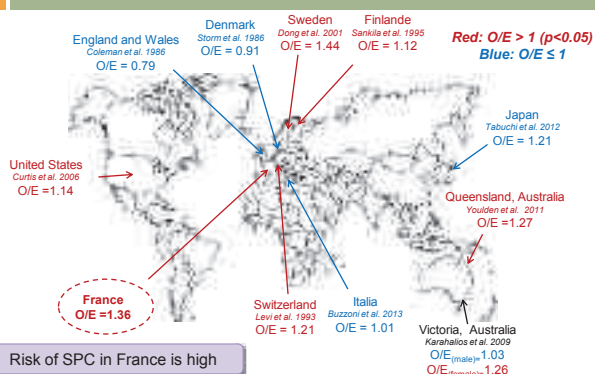 England and Wales
Coleman et al. 1986
O/E = 0.79
Denmark
Storm et al. 1986
O/E = 0.91
Sweden
Dong et al. 2001
O/E = 1.44
Finlande
Sankila et al. 1995
O/E = 1.12
Red: O/E > 1 (p<0.05)
Blue: O/E ≤ 1
Japan
Tabuchi et al. 2012
O/E = 1.21
United States
Curtis et al. 2006
O/E =1.14
Queensland, Australia
Youlden et al. 2011
O/E =1.27
France
O/E =1.36
Switzerland
Levi et al. 1993
O/E = 1.21
Italia
Buzzoni et al. 2013
O/E = 1.01
Victoria, Australia
Karahalios et al. 2009
O/E(male)= 1.03
O/E(female)= 1.26
Risk of SPC in France is high